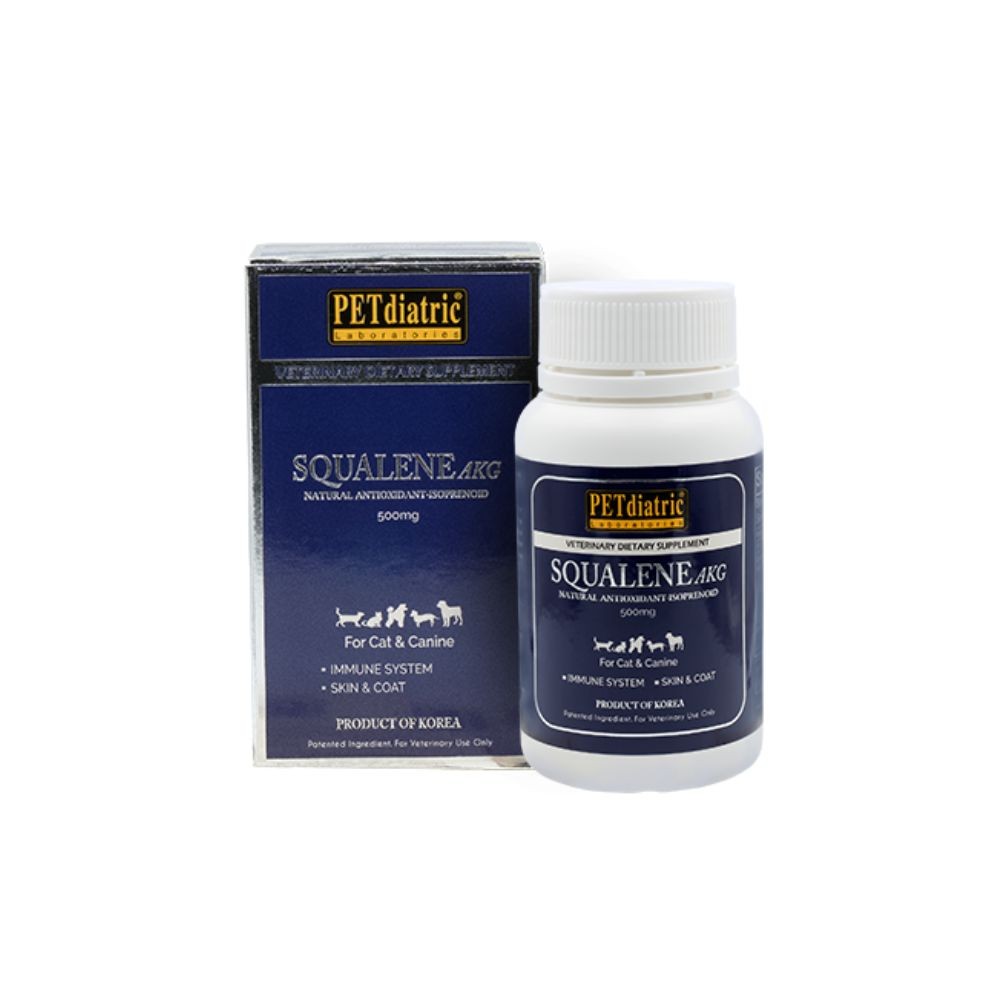 PETdiatric®
Laboratories
VETERINARY DIETARY SUPPLEMENT
SQUALENE AKG
NATURAL ANTIOXIDANT-ISOPRENOID
500mg
For Cat & Canine
• IMMUNE SYSTEM
• SKIN & COAT
PRODUCT OF KOREA
Patented Ingredient, For Veterinary Use Only
PETdiatric®
Laboratories
VETERINARY DIETARY SUPPLEMENT
SQUALENE AKG
NATURAL ANTIOXIDANT-ISOPRENOID
500mg
For Cat & Canine
• IMMUNE SYSTEM • SKIN & COAT
PRODUCT OF KOREA
Patented Ingredient, For Veterinary Use Only